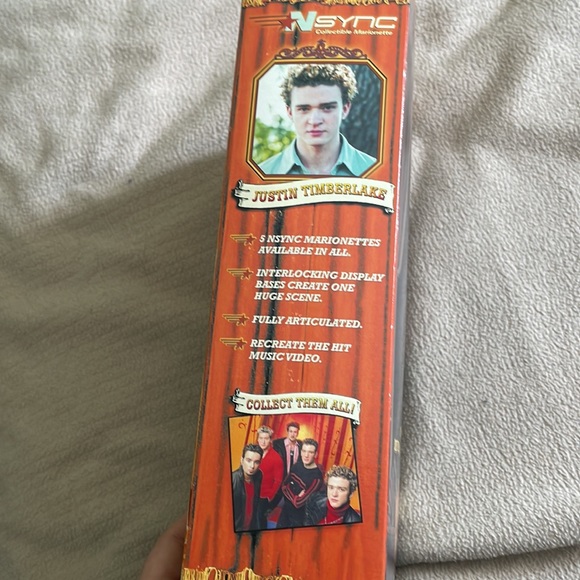 NSYNC
Collectible Marionette
JUSTIN TIMBERLAKE
5 NSYNC MARIONETTES
AVAILABLE IN ALL.
INTERLOCKING DISPLAY
BASES CREATE ONE
HUGE SCENE.
FULLY ARTICULATED.
RECREATE THE HIT
MUSIC VIDEO.
COLLECT THEM ALL!